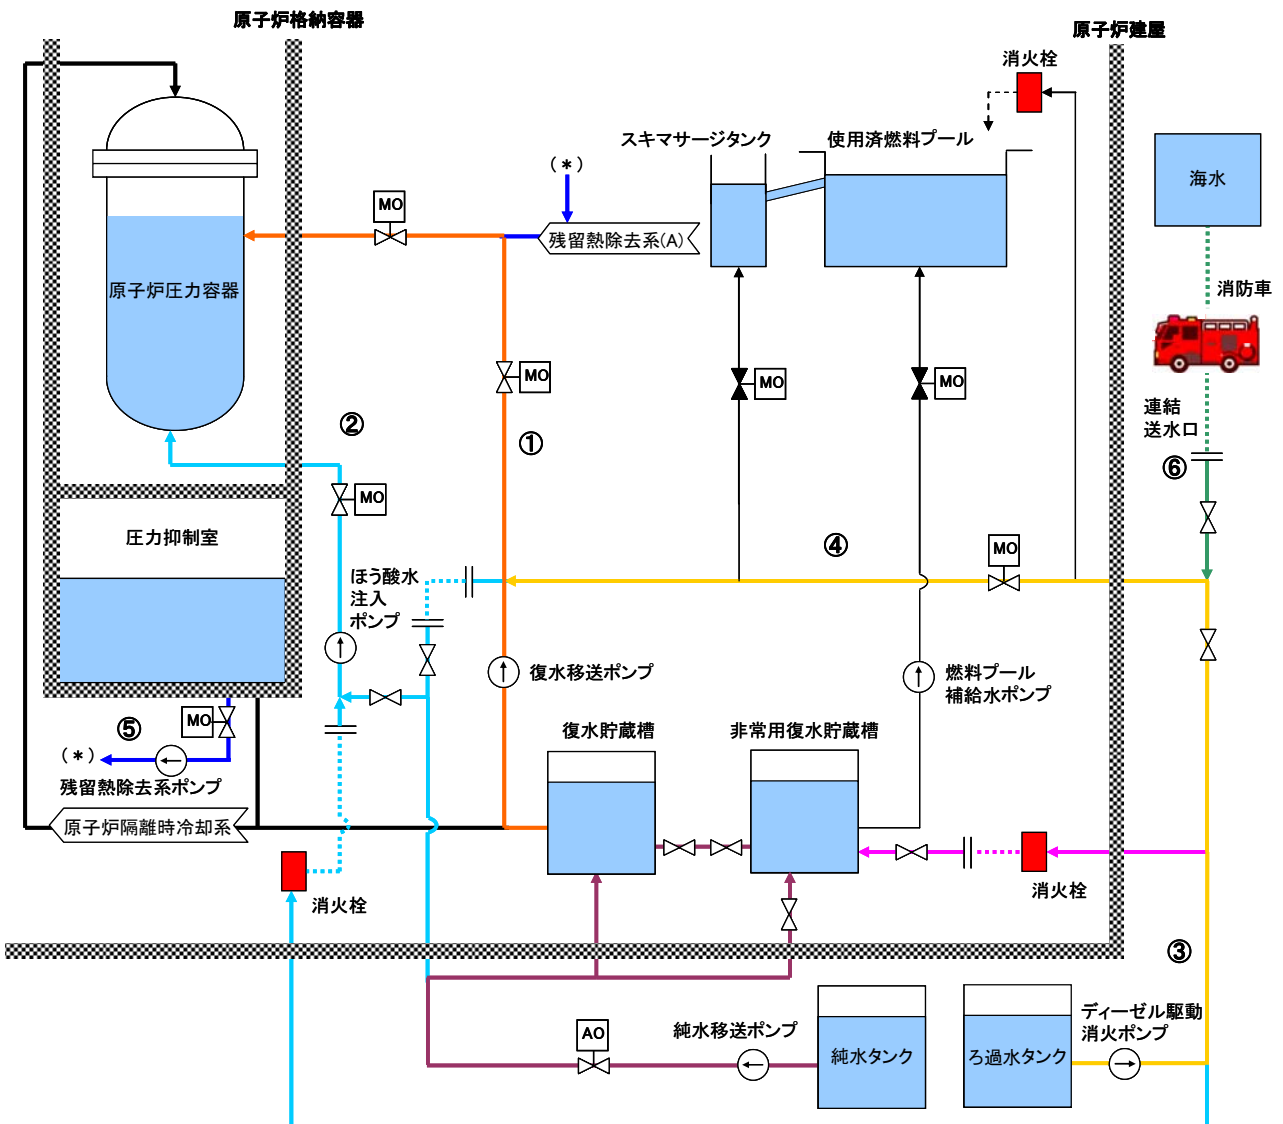 原子炉格納容器
原子炉建屋
消火栓
スキマサージタンク
使用済燃料プール
(*)
海水
MO
残留熱除去系(A)
原子炉圧力容器
消防車
MO
MO
MO
連結
送水口
②
①
⑥
MO
圧力抑制室
④
MO
ほう酸水
注入
ポンプ
復水移送ポンプ
燃料プール
補給水ポンプ
MO
⑤
(*)
復水貯蔵槽
非常用復水貯蔵槽
残留熱除去系ポンプ
原子炉隔離時冷却系
消火栓
消火栓
③
純水移送ポンプ
ディーゼル駆動
消火ポンプ
AO
純水タンク
ろ過水タンク